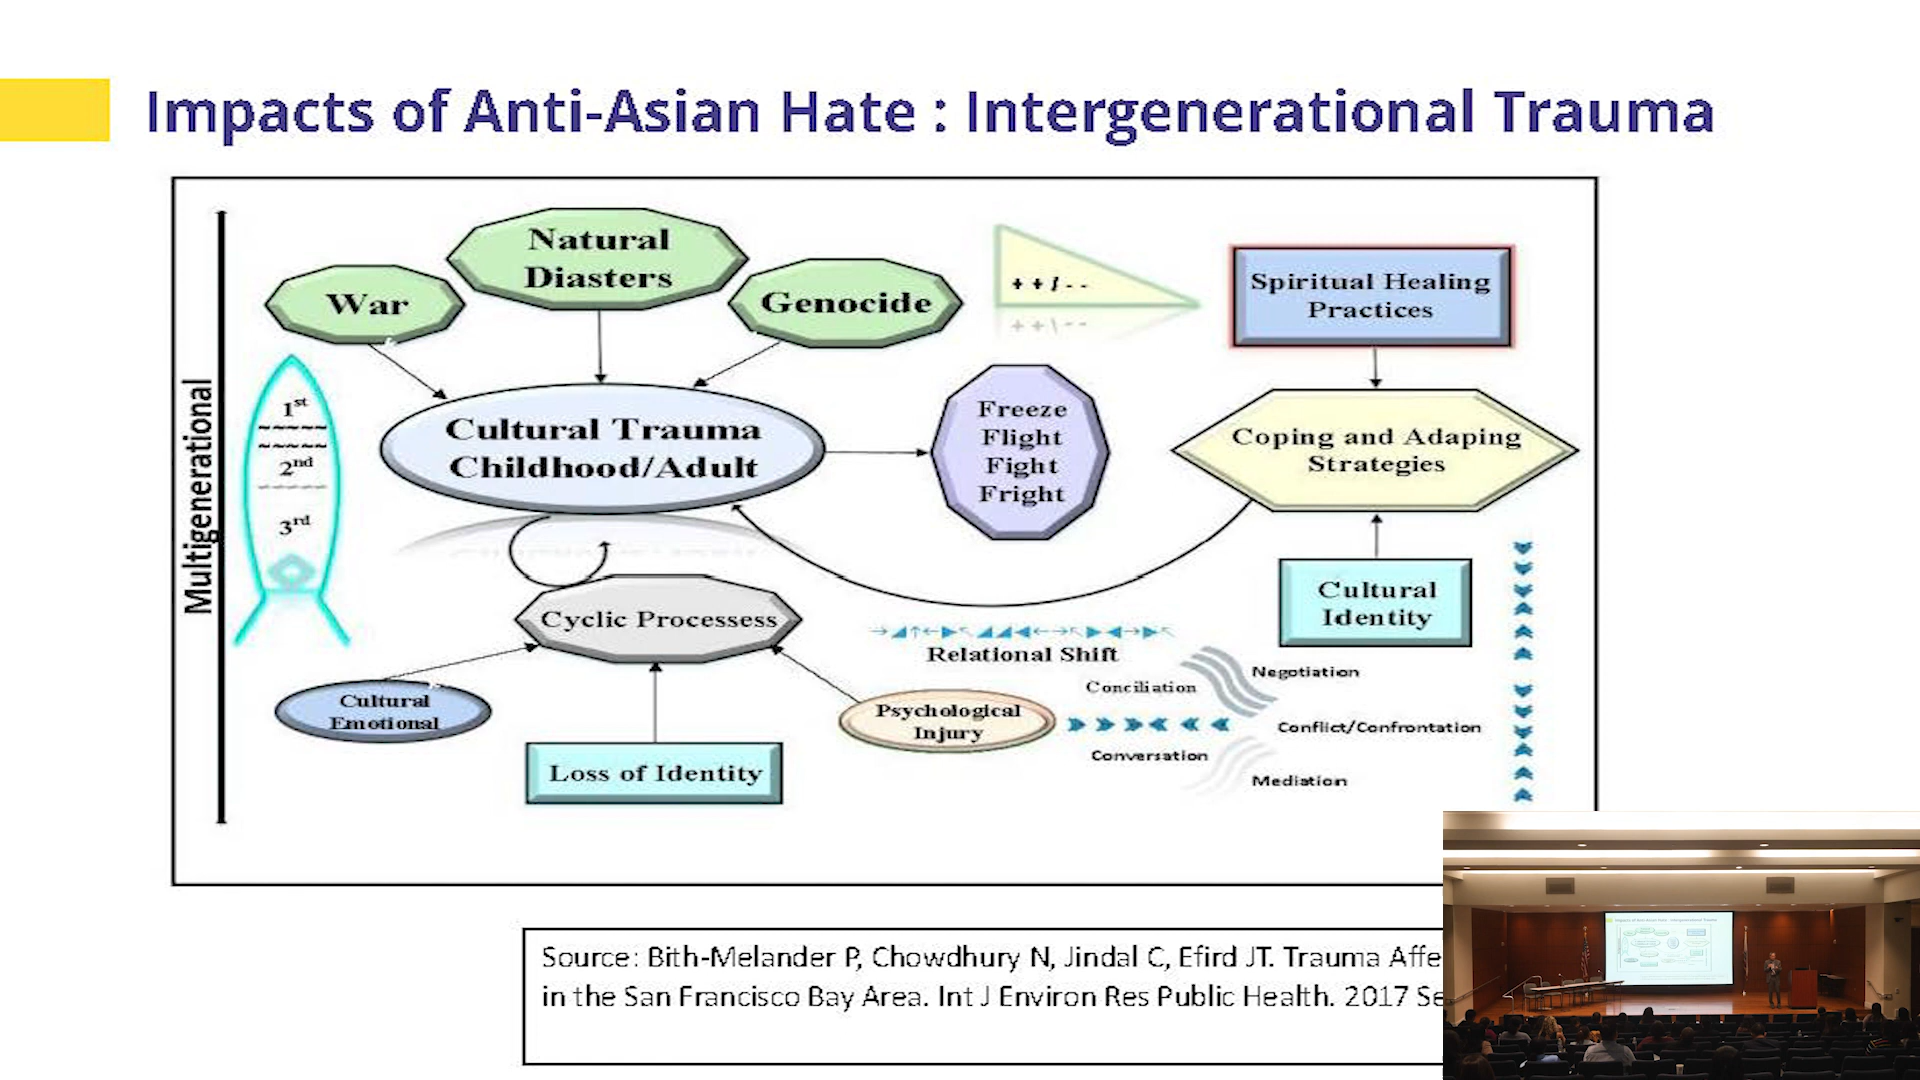 Impacts of Anti-Asian Hate : Intergenerational Trauma
Multigenerational
1st
2nd
3rd
War
Natural
Diasters
Genocide
++/--
Spiritual Healing
Practices
Cultural Trauma
Childhood/Adult
Freeze
Flight
Fight
Fright
Coping and Adaping
Strategies
Cyclic Processess
Cultural
Identity
Relational Shift
Cultural
Emotional
Loss of Identity
Psychological
Injury
Conciliation
Negotiation
Conflict/Confrontation
Conversation
Mediation
Source: Bith-Melander P, Chowdhury N, Jindal C, Efird JT. Trauma Affe
in the San Francisco Bay Area. Int J Environ Res Public Health. 2017 Se